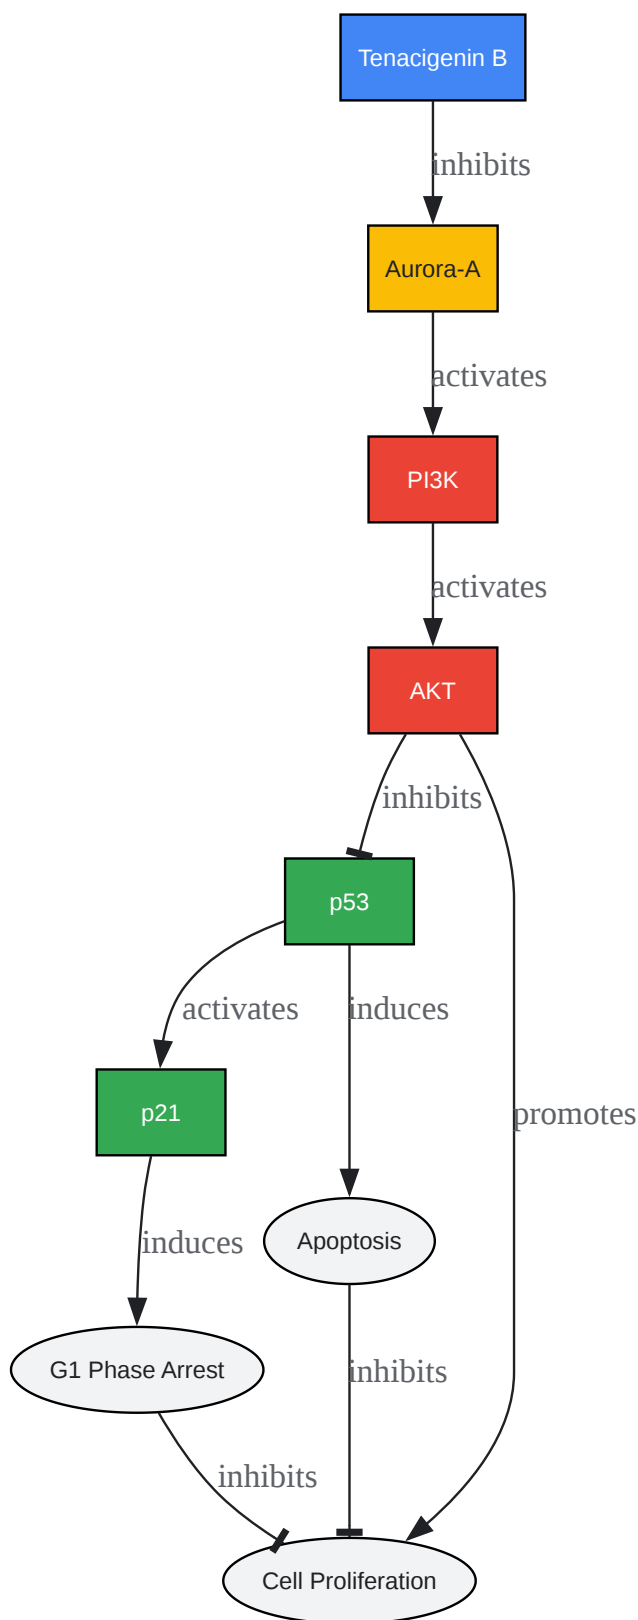 Tenacigenin B
inhibits
Aurora-A
activates
PI3K
activates
AKT
inhibits
p53
activates
induces
p21
promotes
induces
Apoptosis
G1 Phase Arrest
inhibits
inhibits
Cell Proliferation